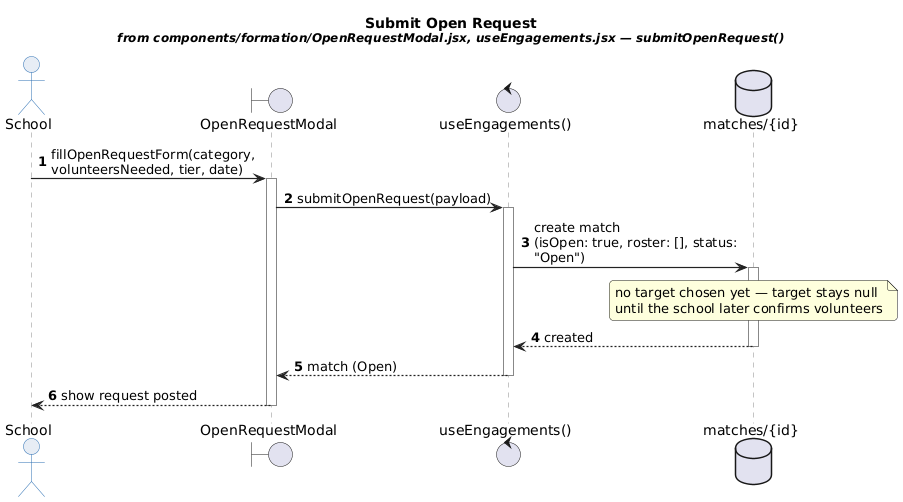 Submit Open Request
from components/formation/OpenRequestModal.jsx, useEngagements.jsx — submitOpenRequest()
School
OpenRequestModal
useEngagements()
matches/{id}
1 fillOpenRequestForm(category,
volunteersNeeded, tier, date)
2 submitOpenRequest(payload)
create match
3 (isOpen: true, roster: [], status:
"Open")
no target chosen yet — target stays null
until the school later confirms volunteers
4 created
5 match (Open)
6 show request posted
School
OpenRequestModal
useEngagements()
matches/{id}